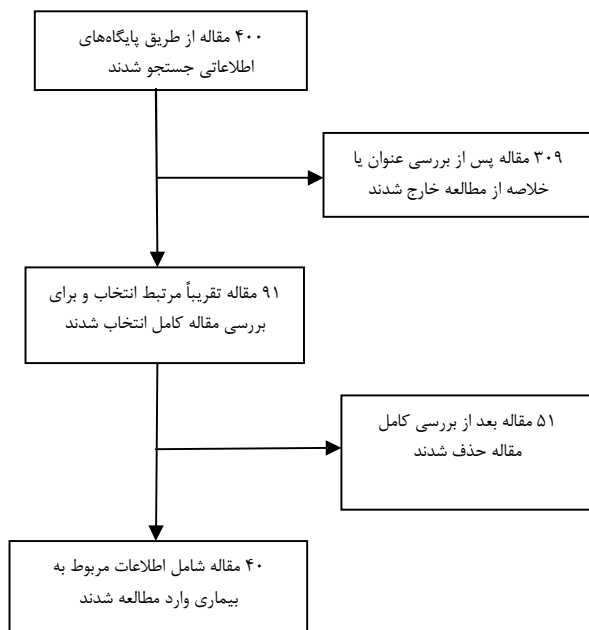 ۴۰۰ مقاله از طریق پایگاه‌های
اطلاعاتی جستجو شدند
۳۰۹ مقاله پس از بررسی عنوان یا
خلاصه از مطالعه خارج شدند
۹۱ مقاله تقریباً مرتبط انتخاب و برای
بررسی مقاله کامل انتخاب شدند
۵۱ مقاله بعد از بررسی کامل
مقاله حذف شدند
۴۰ مقاله شامل اطلاعات مربوط به
بیماری وارد مطالعه شدند